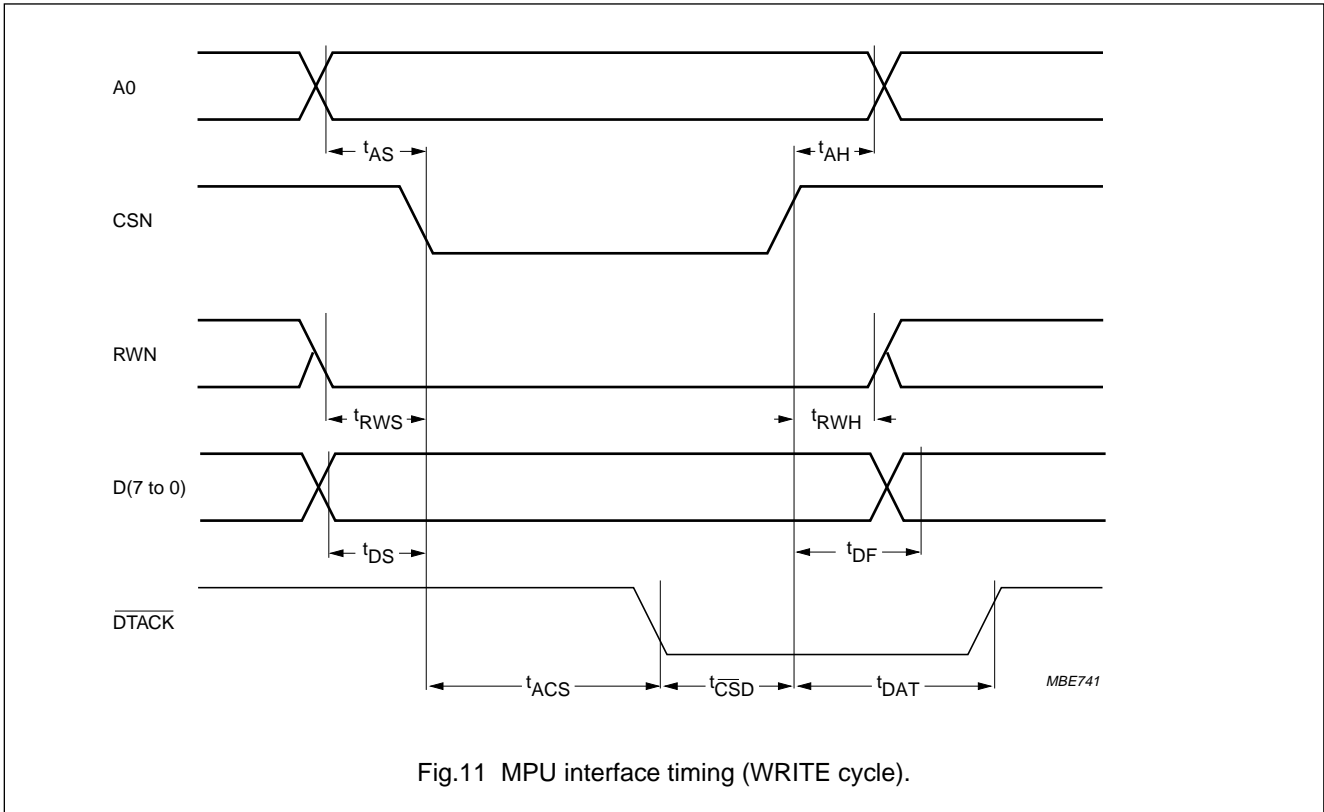 A0
tAS
tAH
CSN
RWN
tRWS
tRWH
D(7 to 0)
tDS
tDF
DTACK
tACS
tCSD
tDAT
MBE741
Fig.11 MPU interface timing (WRITE cycle).